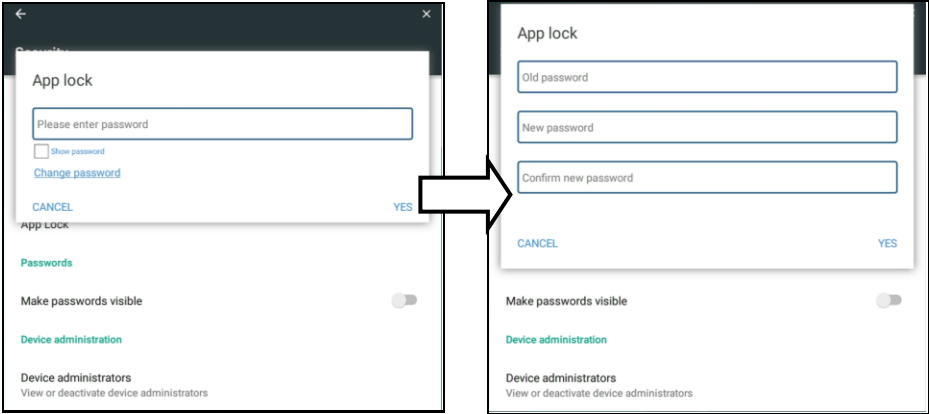 Security
App lock
Please enter password
Show password
Change password
CANCEL YES
App Lock
Passwords
Make passwords visible
Device administration
Device administrators
View or deactivate device administrators
App lock
Old password
New password
Confirm new password
CANCEL YES
Make passwords visible
Device administration
Device administrators
View or deactivate device administrators